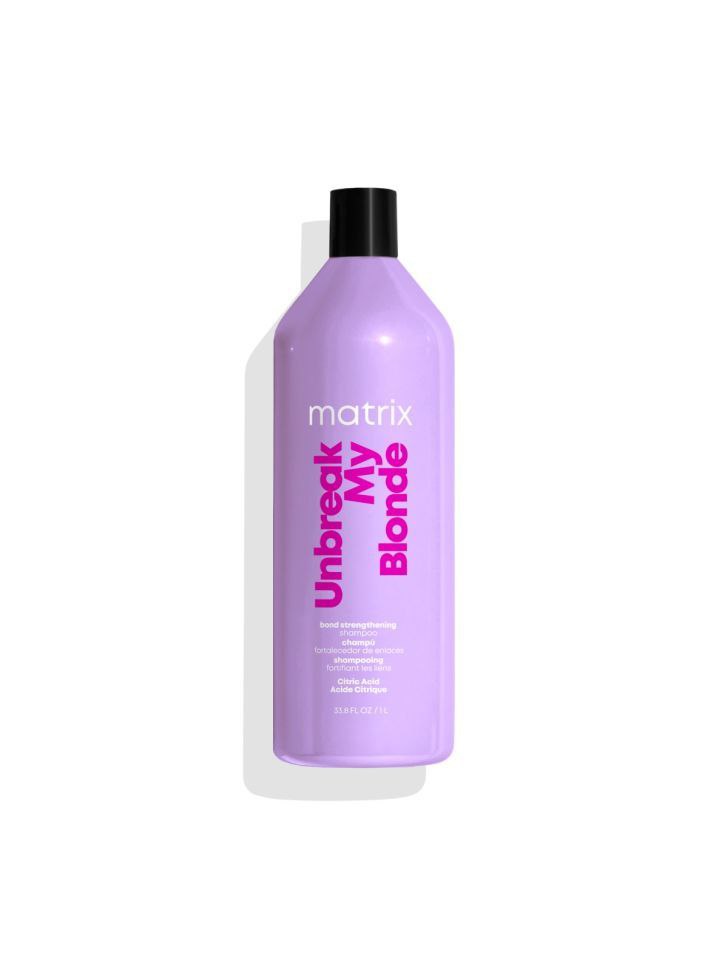 matrix
Unbreak
My
Blonde
bond strengthening
shampoo
champú
fortalecedor de enlaces
shampooing
fortifiant les liens
Citric Acid
Acide Citrique
33.8 FL OZ / 1 L